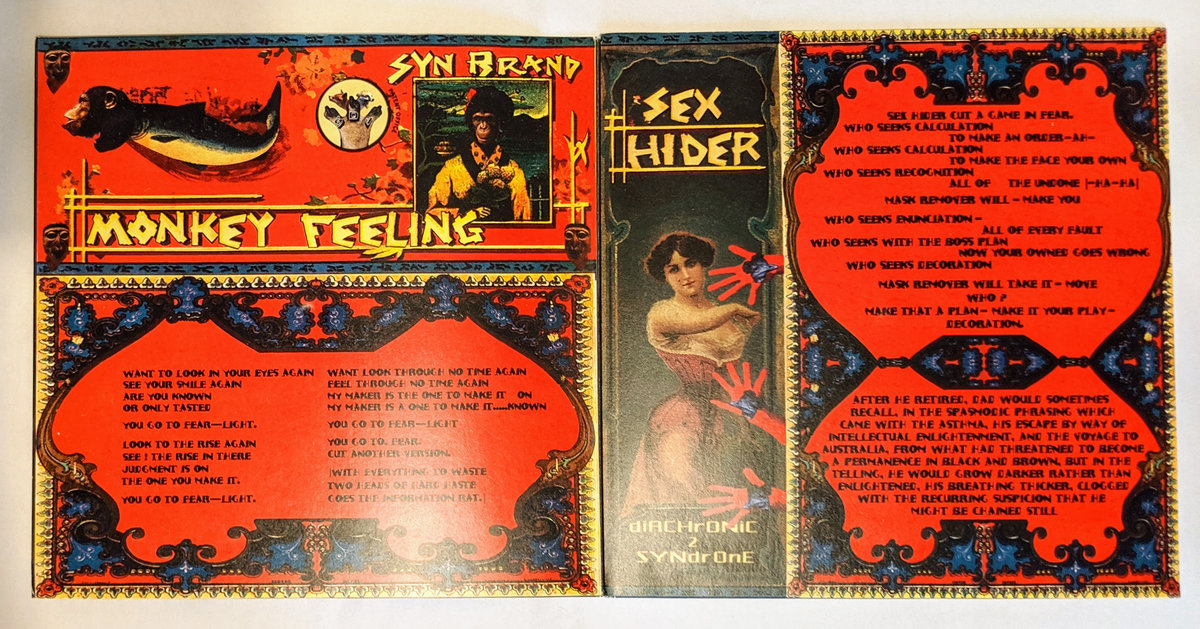 SYN BRAND
MONKEY FEELING
WANT TO LOOK IN YOUR EYES AGAIN
SEE YOUR SMILE AGAIN
ARE YOU KNOWN
OR ONLY TASTED
YOU GO TO FEAR—LIGHT.
LOOK TO THE RISE AGAIN
SEE ! THE RISE IN THERE
JUDGMENT IS ON
THE ONE YOU MAKE IT.
YOU GO TO FEAR—LIGHT.
WANT LOOK THROUGH NO TIME AGAIN
FEEL THROUGH NO TIME AGAIN
MY MAKER IS THE ONE TO MAKE IT ON
MY MAKER IS A ONE TO MAKE IT.....KNOWN
YOU GO TO FEAR—LIGHT
YOU GO TO. FEAR.
CUT ANOTHER VERSION.
|WITH EVERYTHING TO WASTE
TWO HEADS OF HARD HASTE
GOES THE INFORMATION RAT.|
SEX
HIDER
diACHrONiC
2
SYNdrOnE
SEX HIDER CUT A GAME IN FEAR.
WHO SEEKS CALCULATION
TO MAKE AN ORDER—AH—
WHO SEEKS CALCULATION
TO MAKE THE FACE YOUR OWN
WHO SEEKS RECOGNITION
ALL OF THE UNDONE |—HA—HA|
MASK REMOVER WILL — MAKE YOU
WHO SEEKS ENUNCIATION —
ALL OF EVERY FAULT
WHO SEEKS WITH THE BOSS PLAN
NOW YOUR OWNED GOES WRONG
WHO SEEKS DECORATION
MASK REMOVER WILL TAKE IT — MOVE
WHO ?
MAKE THAT A PLAN — MAKE IT YOUR PLAY —
DECORATION.
AFTER HE RETIRED, DAD WOULD SOMETIMES
RECALL, IN THE SPASMODIC PHRASING WHICH
CAME WITH THE ASTHMA, HIS ESCAPE BY WAY OF
INTELLECTUAL ENLIGHTENMENT, AND THE VOYAGE TO
AUSTRALIA, FROM WHAT HAD THREATENED TO BECOME
A PERMANENCE IN BLACK AND BROWN, BUT IN THE
TELLING, HE WOULD GROW DARKER RATHER THAN
ENLIGHTENED, HIS BREATHING THICKER, CLOGGED
WITH THE RECURRING SUSPICION THAT HE
MIGHT BE CHAINED STILL